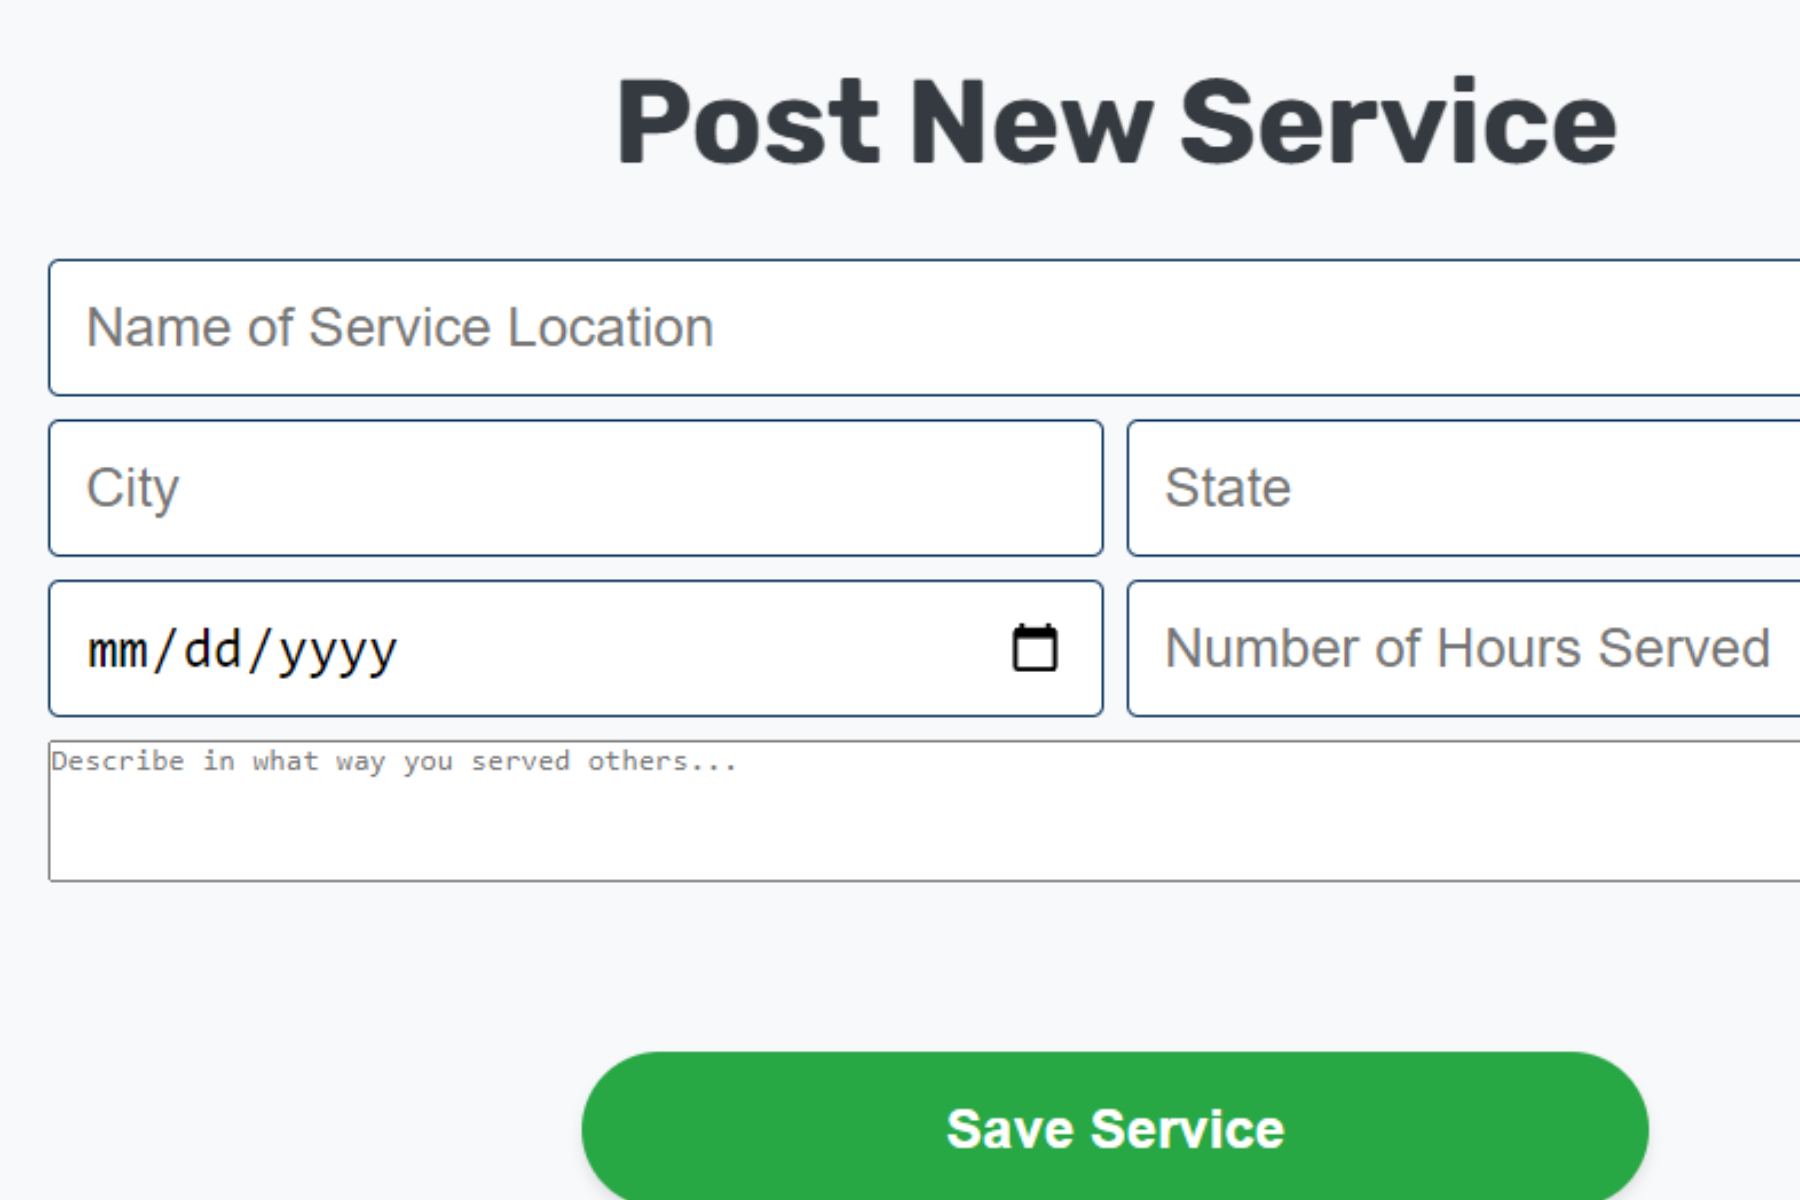 Post New Service
Name of Service Location
City
State
mm/dd/yyyy
Number of Hours Served
Describe in what way you served others...
Save Service